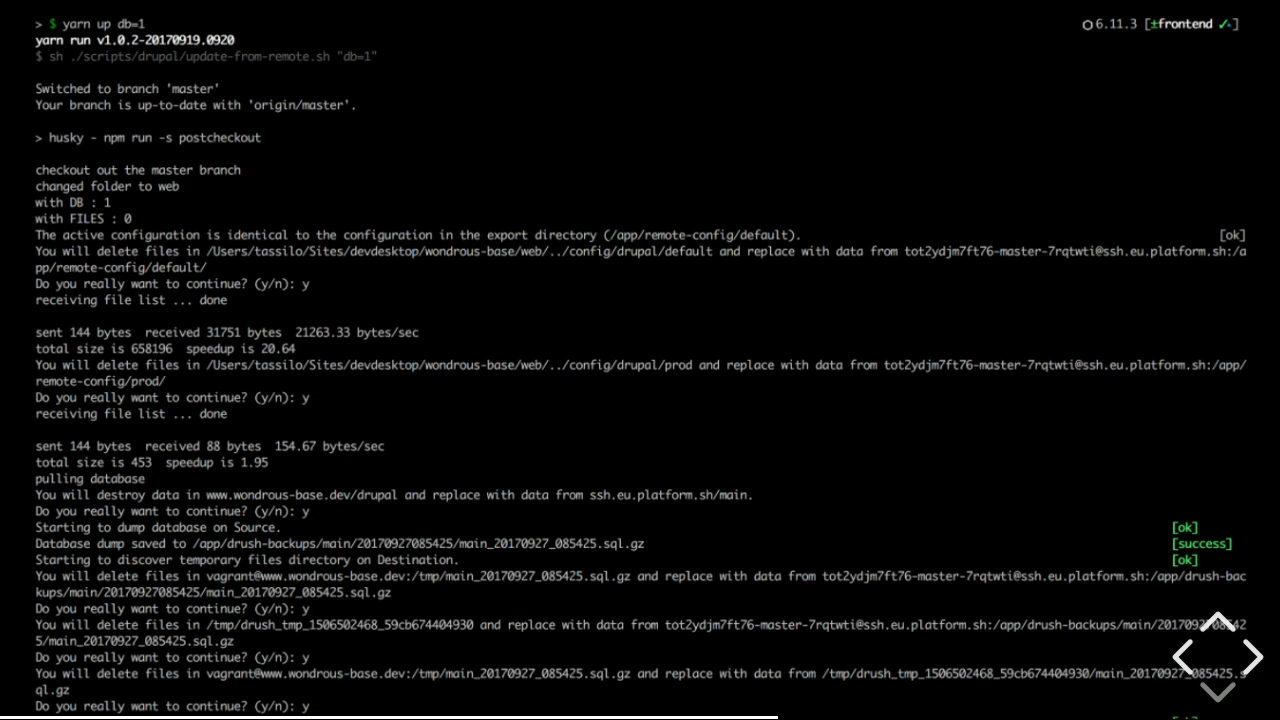 > $ yarn up db=1 6.11.3 [±frontend ✓]
yarn run v1.0.2-20170919.0920
$ sh ./scripts/drupal/update-from-remote.sh "db=1"
Switched to branch 'master'
Your branch is up-to-date with 'origin/master'.
> husky - npm run -s postcheckout
checkout out the master branch
changed folder to web
with DB : 1
with FILES : 0
The active configuration is identical to the configuration in the export directory (/app/remote-config/default). [ok]
You will delete files in /Users/tassilo/Sites/devdesktop/wondrous-base/web/../config/drupal/default and replace with data from tot2ydjm7ft76-master-7rqtwti@ssh.eu.platform.sh:/a
pp/remote-config/default/
Do you really want to continue? (y/n): y
receiving file list ... done
sent 144 bytes  received 31751 bytes  21263.33 bytes/sec
total size is 658196  speedup is 20.64
You will delete files in /Users/tassilo/Sites/devdesktop/wondrous-base/web/../config/drupal/prod and replace with data from tot2ydjm7ft76-master-7rqtwti@ssh.eu.platform.sh:/app/
remote-config/prod/
Do you really want to continue? (y/n): y
receiving file list ... done
sent 144 bytes  received 88 bytes  154.67 bytes/sec
total size is 453  speedup is 1.95
pulling database
You will destroy data in www.wondrous-base.dev/drupal and replace with data from ssh.eu.platform.sh/main.
Do you really want to continue? (y/n): y
Starting to dump database on Source. [ok]
Database dump saved to /app/drush-backups/main/20170927085425/main_20170927_085425.sql.gz [success]
Starting to discover temporary files directory on Destination. [ok]
You will delete files in vagrant@www.wondrous-base.dev:/tmp/main_20170927_085425.sql.gz and replace with data from tot2ydjm7ft76-master-7rqtwti@ssh.eu.platform.sh:/app/drush-bac
kups/main/20170927085425/main_20170927_085425.sql.gz
Do you really want to continue? (y/n): y
You will delete files in /tmp/drush_tmp_1506502468_59cb674404930 and replace with data from tot2ydjm7ft76-master-7rqtwti@ssh.eu.platform.sh:/app/drush-backups/main/2017092708542
5/main_20170927_085425.sql.gz
Do you really want to continue? (y/n): y
You will delete files in vagrant@www.wondrous-base.dev:/tmp/main_20170927_085425.sql.gz and replace with data from /tmp/drush_tmp_1506502468_59cb674404930/main_20170927_085425.s
ql.gz
Do you really want to continue? (y/n): y